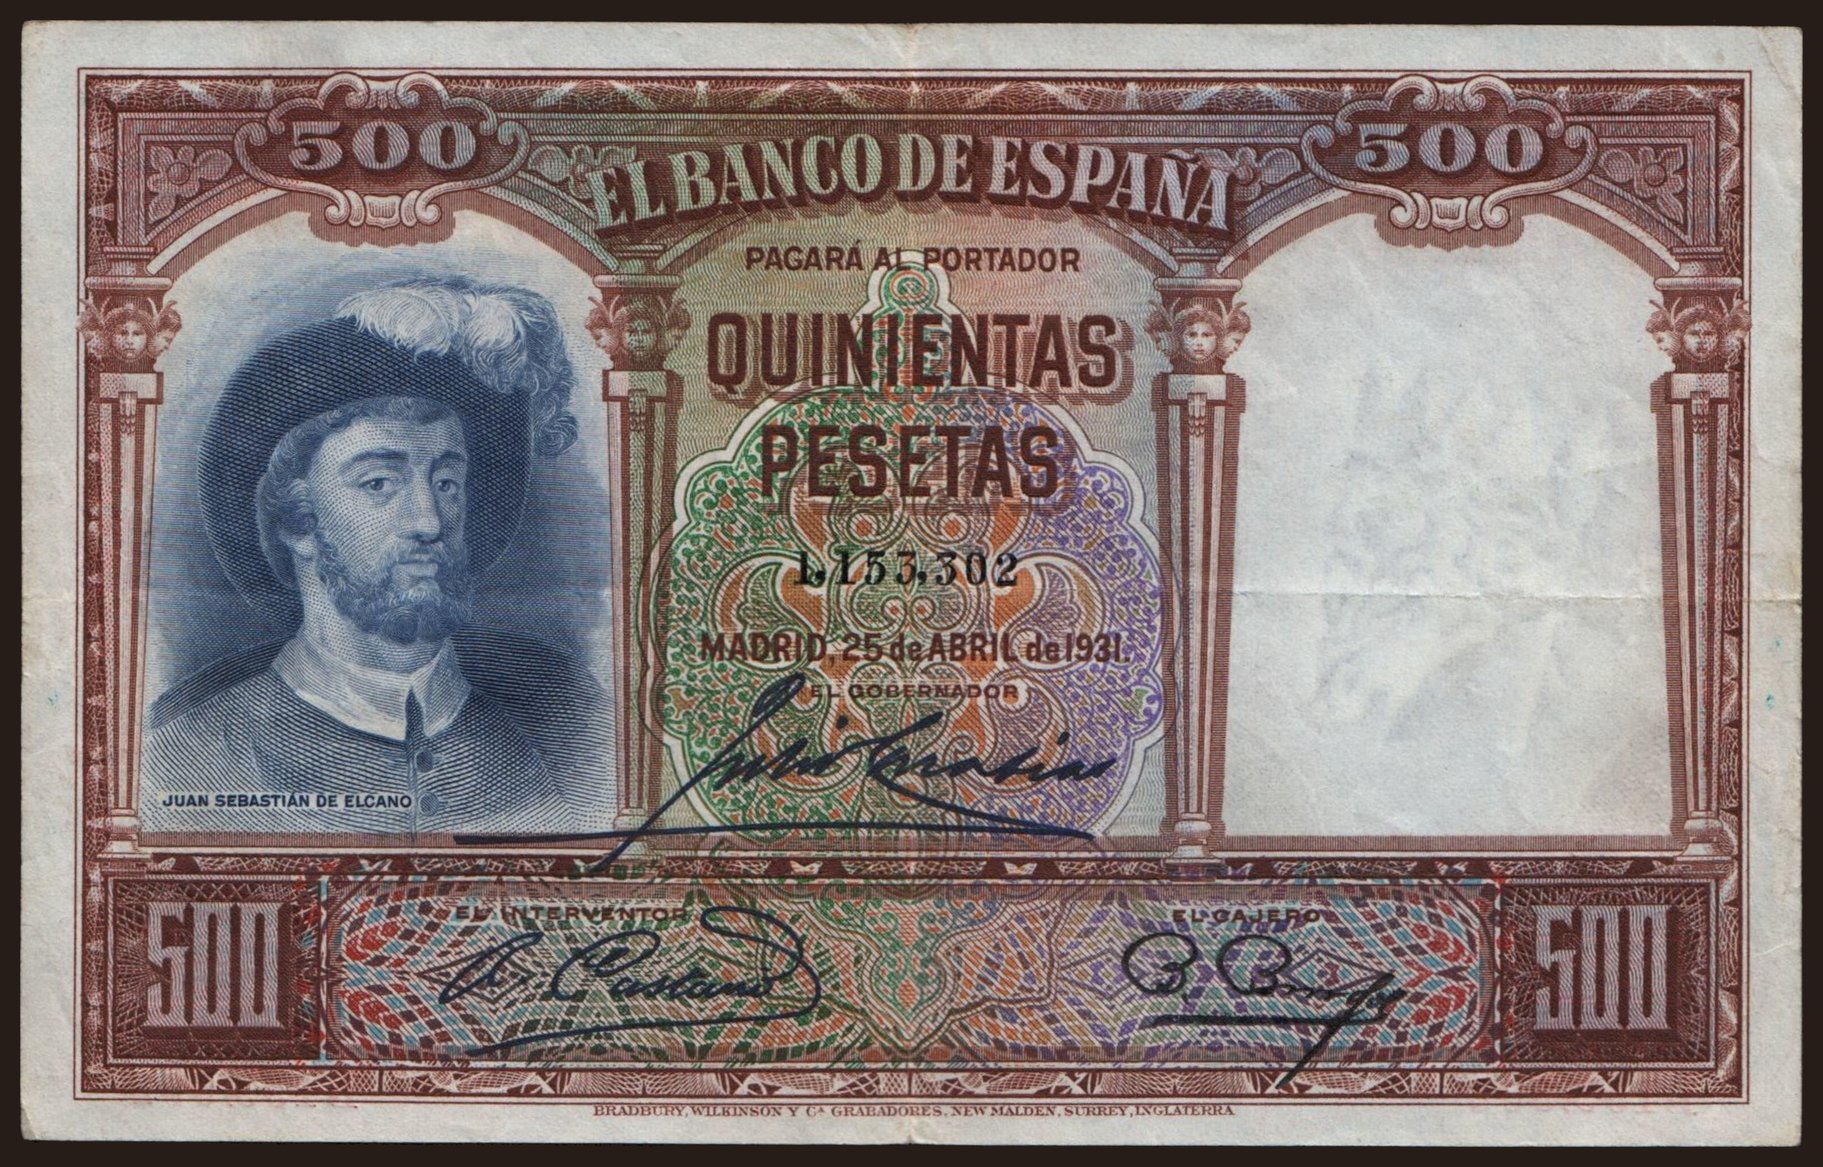 500
500
EL BANCO DE ESPAÑA
PAGARÁ AL PORTADOR
QUINIENTAS
PESETAS
1,153,302
MADRID, 25 de ABRIL de 1931.
EL GOBERNADOR
JUAN SEBASTIÁN DE ELCANO
EL INTERVENTOR
EL CAJERO
500
500
BRADBURY, WILKINSON Y Cª GRABADORES, NEW MALDEN, SURREY, INGLATERRA